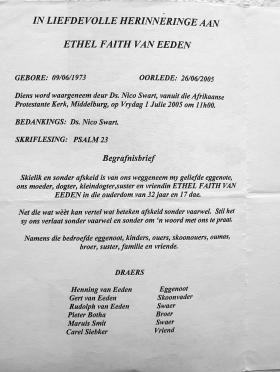 IN LIEFDEVOLLE HERINNERINGE AAN
ETHEL FAITH VAN EEDEN
GEBORE: 09/06/1973 OORLEDE: 26/06/2005
Diens word waargeneem deur Ds. Nico Swart, vanuit die Afrikaanse
Protestante Kerk, Middelburg, op Vrydag 1 Julie 2005 om 11h00.
BEDANKINGS: Ds. Nico Swart.
SKRIFLESING: PSALM 23
Begrafnisbrief
Skielik en sonder afskeid is van ons weggeneem my geliefde eggenote,
ons moeder, dogter, kleindogter,suster en vriendin ETHEL FAITH VAN
EEDEN in die ouderdom van 32 jaar en 17 dae.
Net die wat wéét kan vertel wat beteken afskeid sonder vaarwel. Stil het
sy ons verlaat sonder vaarwel en sonder om 'n woord met ons te praat.
Namens die bedroefde eggenoot, kinders, ouers, skoonouers, oumas,
broer, suster, familie en vriende.
DRAERS
Henning van Eeden Eggenoot
Gert van Eeden Skoonvader
Rudolph van Eeden Swaer
Pieter Botha Broer
Maruis Smit Swaer
Carel Slebker Vriend